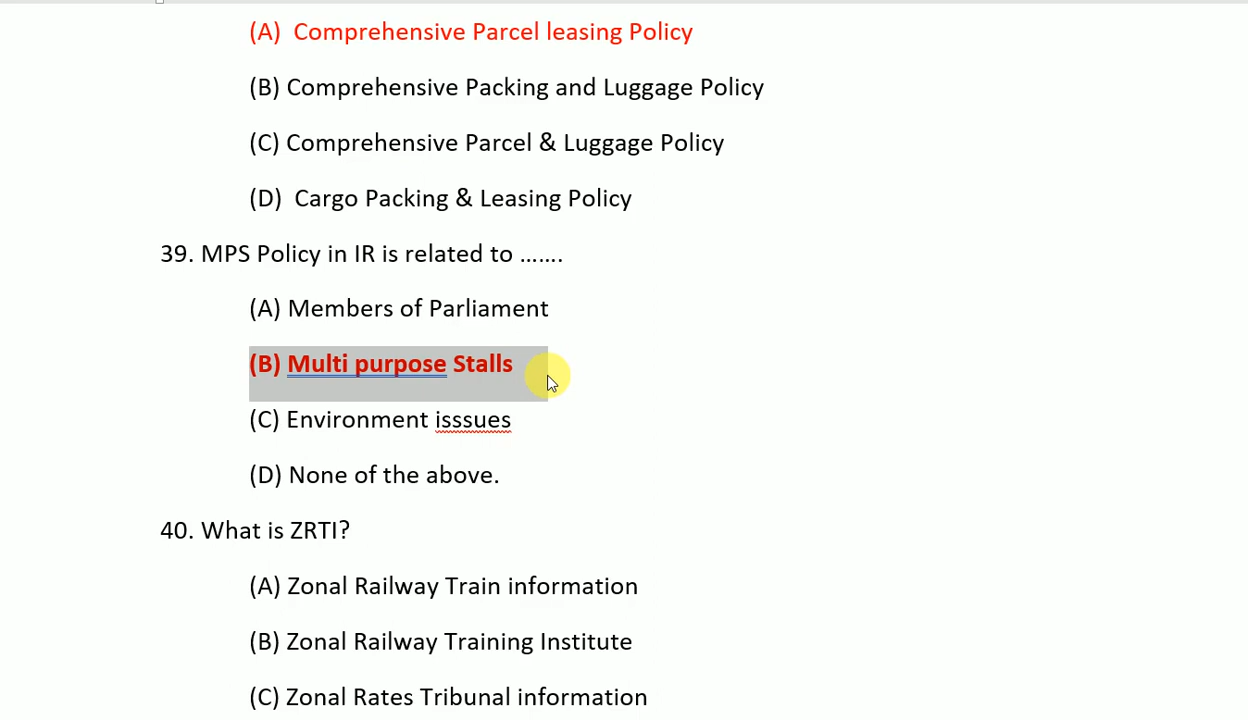 (A) Comprehensive Parcel leasing Policy
(B) Comprehensive Packing and Luggage Policy
(C) Comprehensive Parcel & Luggage Policy
(D) Cargo Packing & Leasing Policy
39. MPS Policy in IR is related to …….
(A) Members of Parliament
(B) Multi purpose Stalls
(C) Environment isssues
(D) None of the above.
40. What is ZRTI?
(A) Zonal Railway Train information
(B) Zonal Railway Training Institute
(C) Zonal Rates Tribunal information